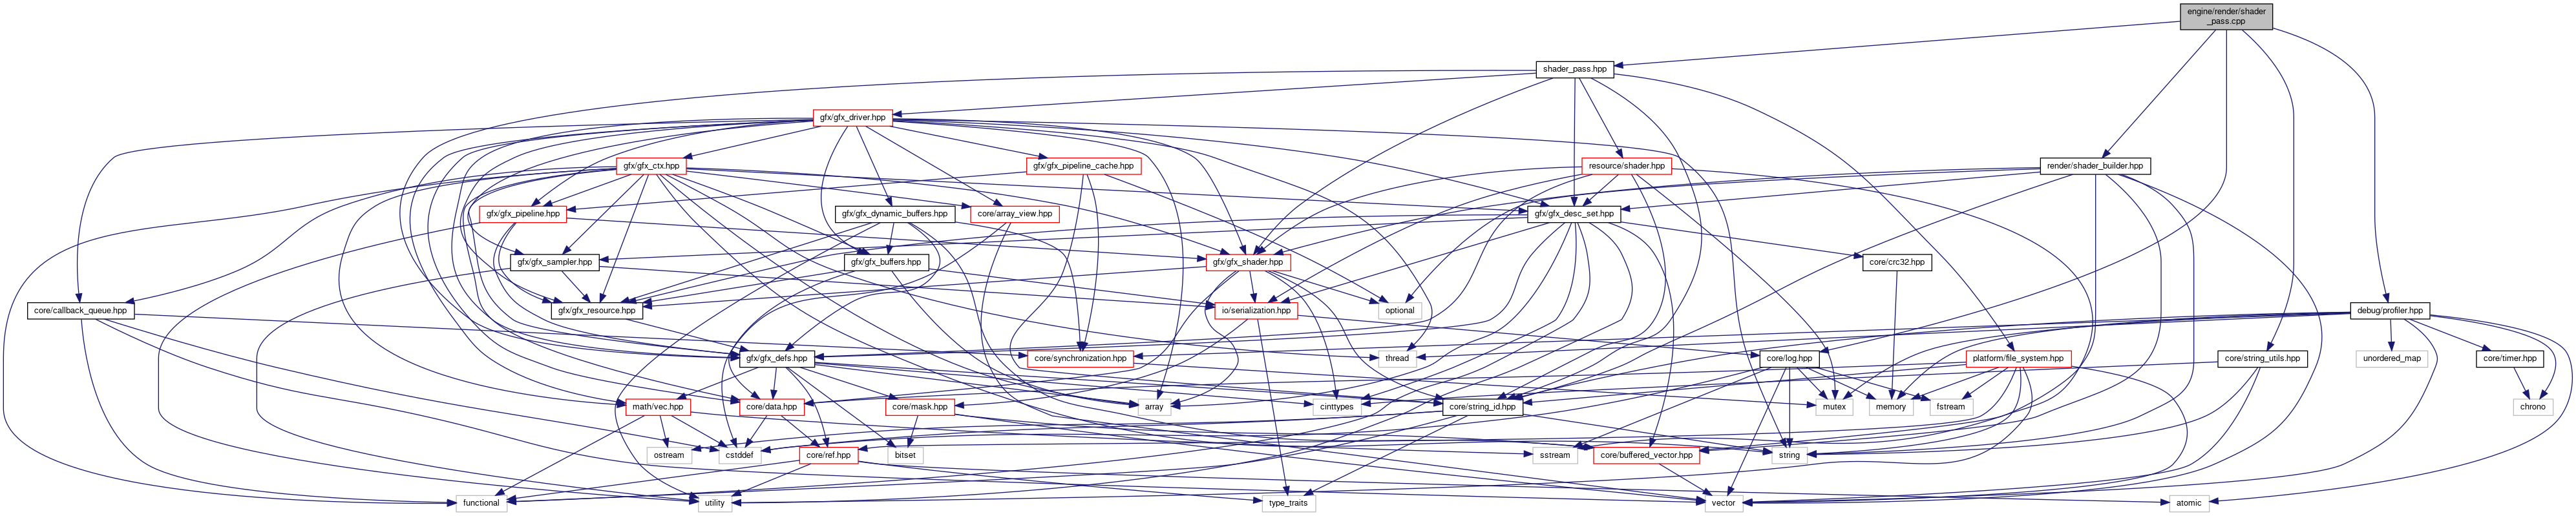 engine/render/shader
_pass.cpp
shader_pass.hpp
gfx/gfx_driver.hpp
gfx/gfx_ctx.hpp
gfx/gfx_pipeline_cache.hpp
resource/shader.hpp
render/shader_builder.hpp
gfx/gfx_pipeline.hpp
gfx/gfx_dynamic_buffers.hpp
core/array_view.hpp
gfx/gfx_desc_set.hpp
gfx/gfx_sampler.hpp
gfx/gfx_buffers.hpp
gfx/gfx_shader.hpp
core/crc32.hpp
core/callback_queue.hpp
gfx/gfx_resource.hpp
io/serialization.hpp
optional
debug/profiler.hpp
gfx/gfx_defs.hpp
core/synchronization.hpp
thread
core/log.hpp
platform/file_system.hpp
core/string_utils.hpp
unordered_map
core/timer.hpp
math/vec.hpp
core/data.hpp
core/mask.hpp
array
cinttypes
core/string_id.hpp
mutex
memory
fstream
chrono
ostream
cstddef
core/ref.hpp
bitset
sstream
core/buffered_vector.hpp
string
functional
utility
type_traits
vector
atomic